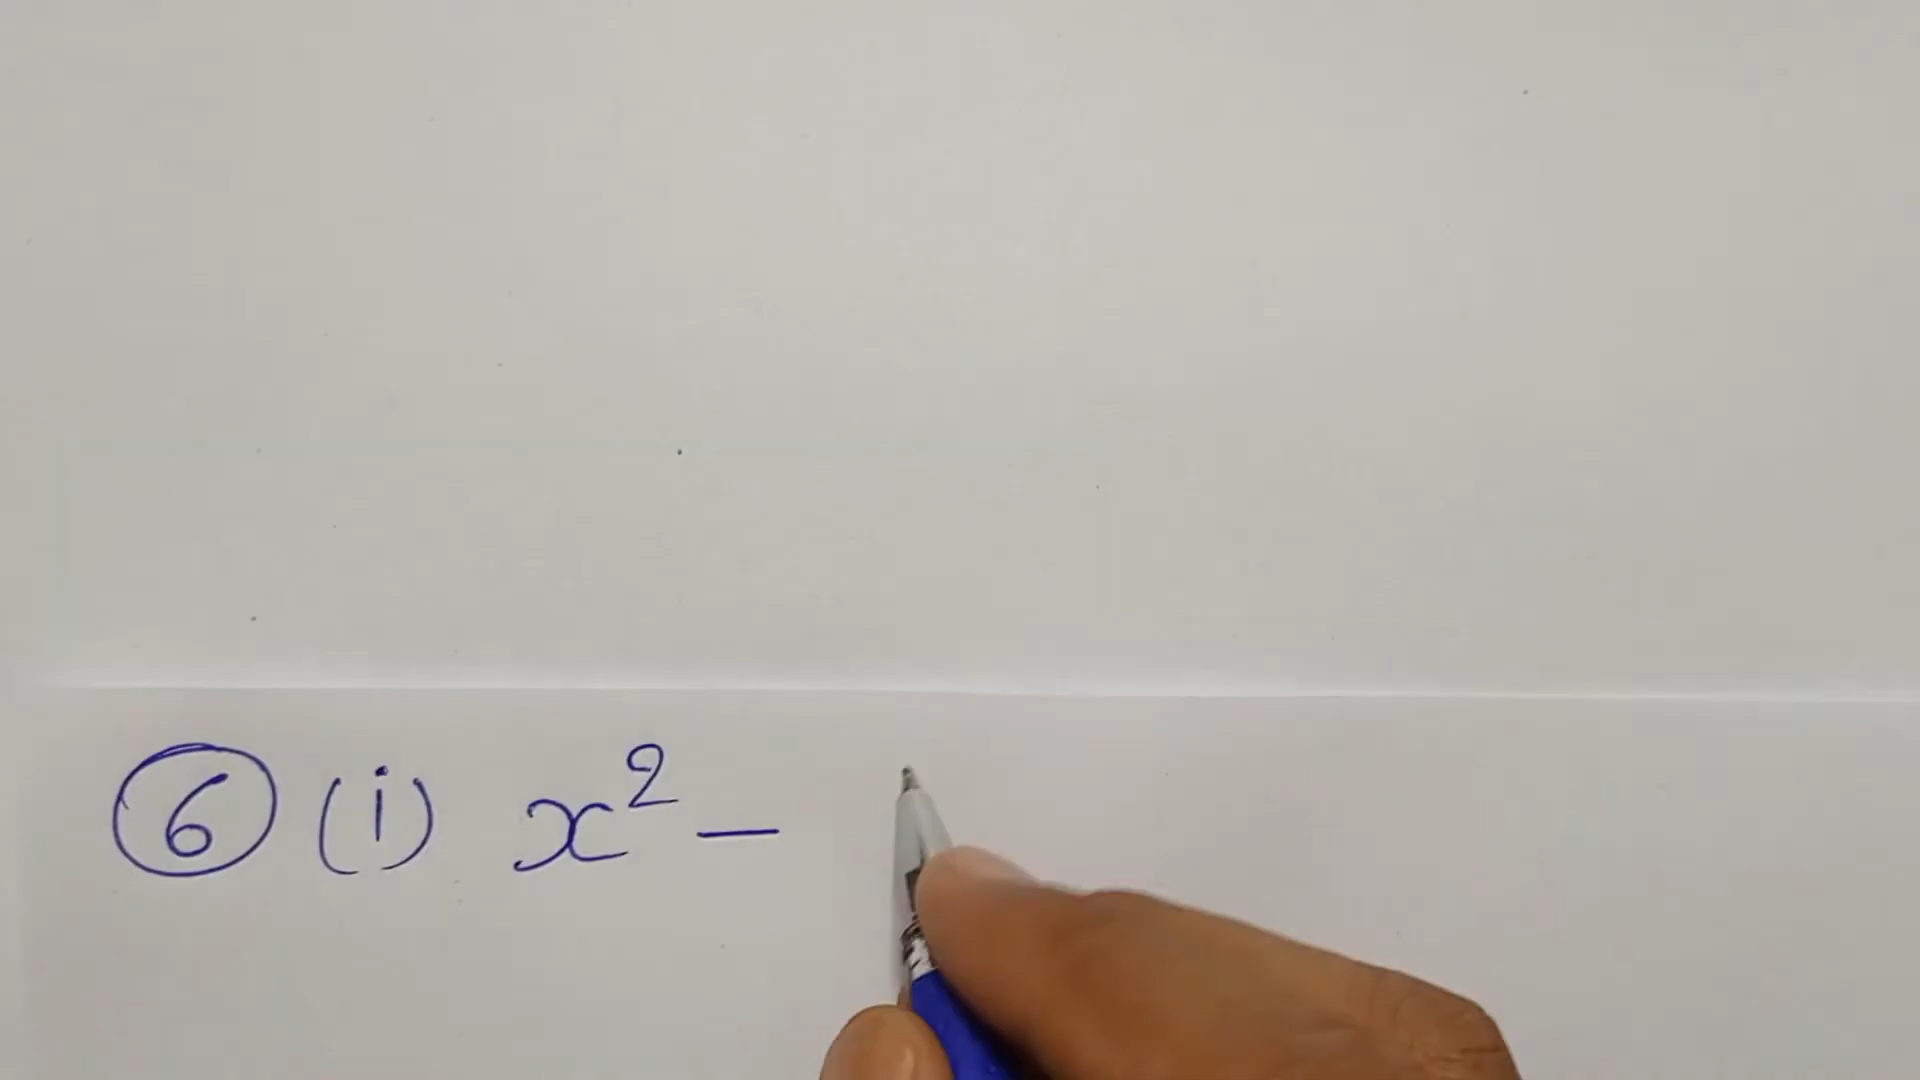 6 (i) x² –